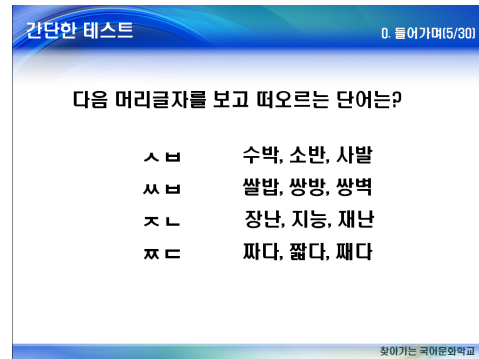 간단한 테스트
0. 들어가며(5/30)
다음 머리글자를 보고 떠오르는 단어는?
ㅅㅂ 수박, 소반, 사발
ㅆㅂ 쌀밥, 쌍방, 쌍벽
ㅈㄴ 장난, 지능, 재난
ㅉㄷ 짜다, 짧다, 째다
찾아가는 국어문화학교